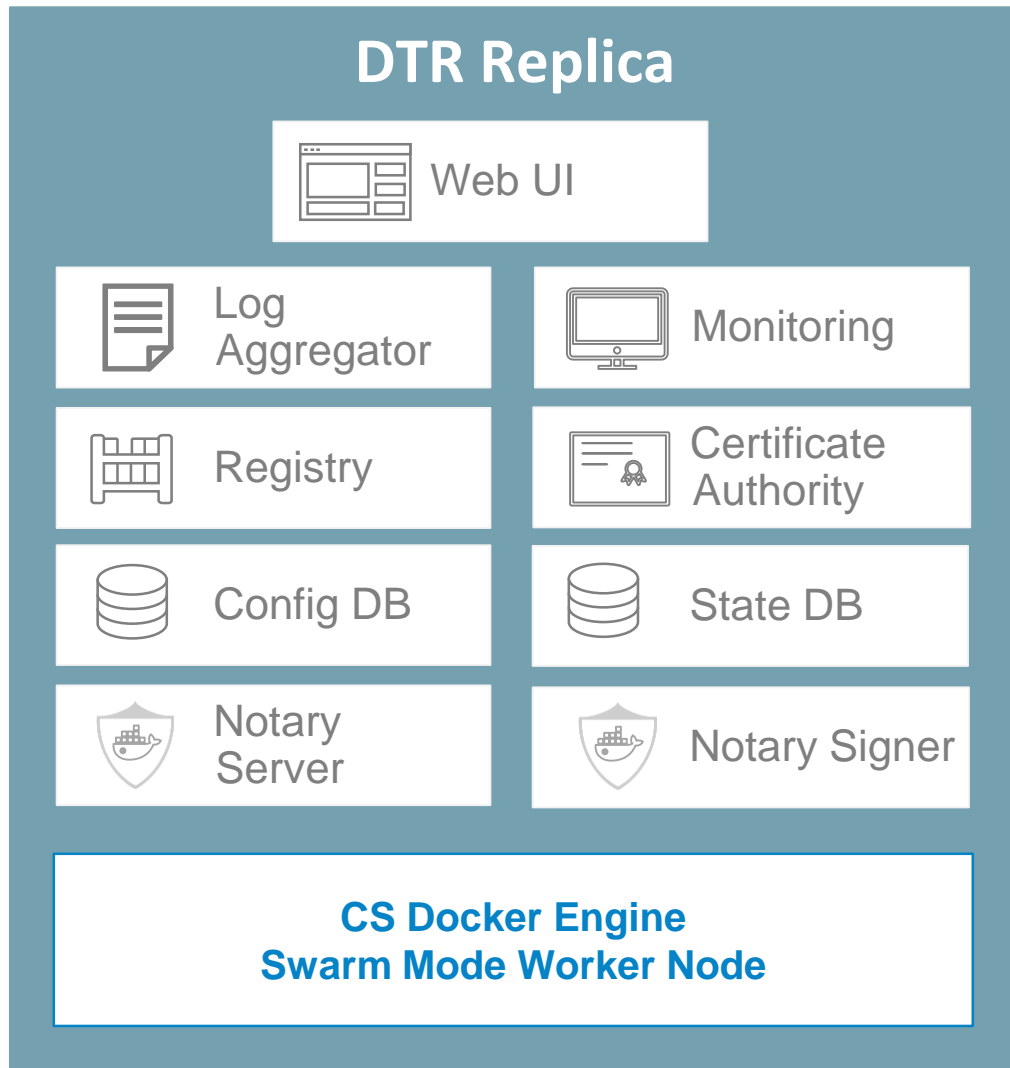 DTR Replica
Web UI
Log
Aggregator
Monitoring
Registry
Certificate
Authority
Config DB
State DB
Notary
Server
Notary Signer
CS Docker Engine
Swarm Mode Worker Node